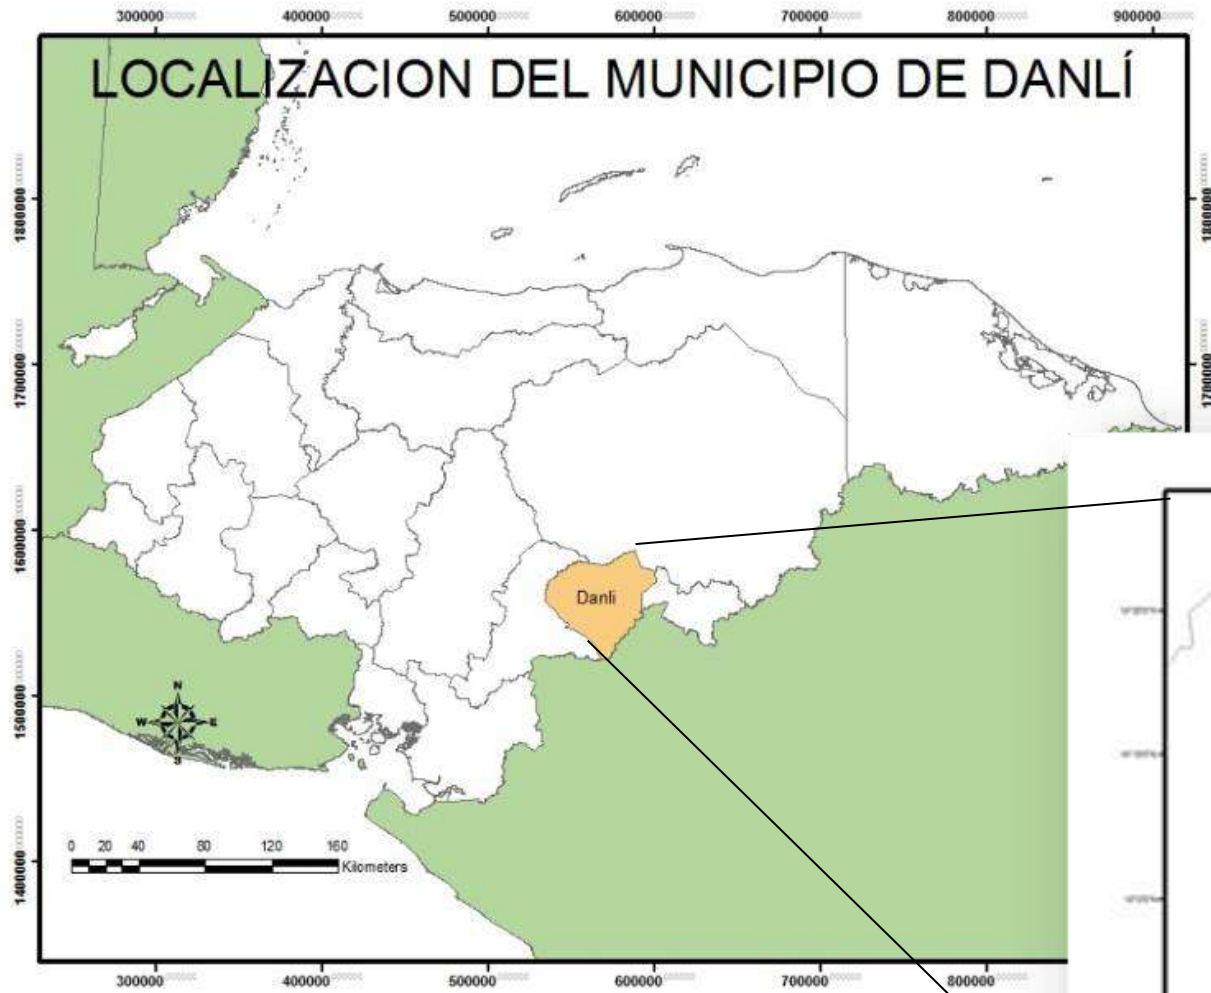 300000 400000 500000 600000 700000 800000 900000
LOCALIZACION DEL MUNICIPIO DE DANLÍ
1800000 1800000
1700000 1700000
1600000
Danli
1500000
N
W E
S
0 20 40 80 120 160
Kilometers
1400000
300000 400000 500000 600000 700000 800000